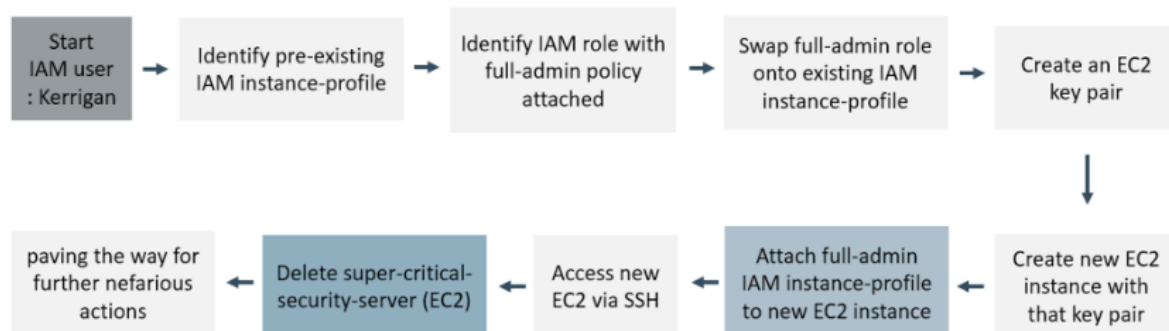 Start
IAM user
: Kerrigan
Identify pre-existing
IAM instance-profile
Identify IAM role with
full-admin policy
attached
Swap full-admin role
onto existing IAM
instance-profile
Create an EC2
key pair
paving the way for
further nefarious
actions
Delete super-critical-
security-server (EC2)
Access new
EC2 via SSH
Attach full-admin
IAM instance-profile
to new EC2 instance
Create new EC2
instance with
that key pair